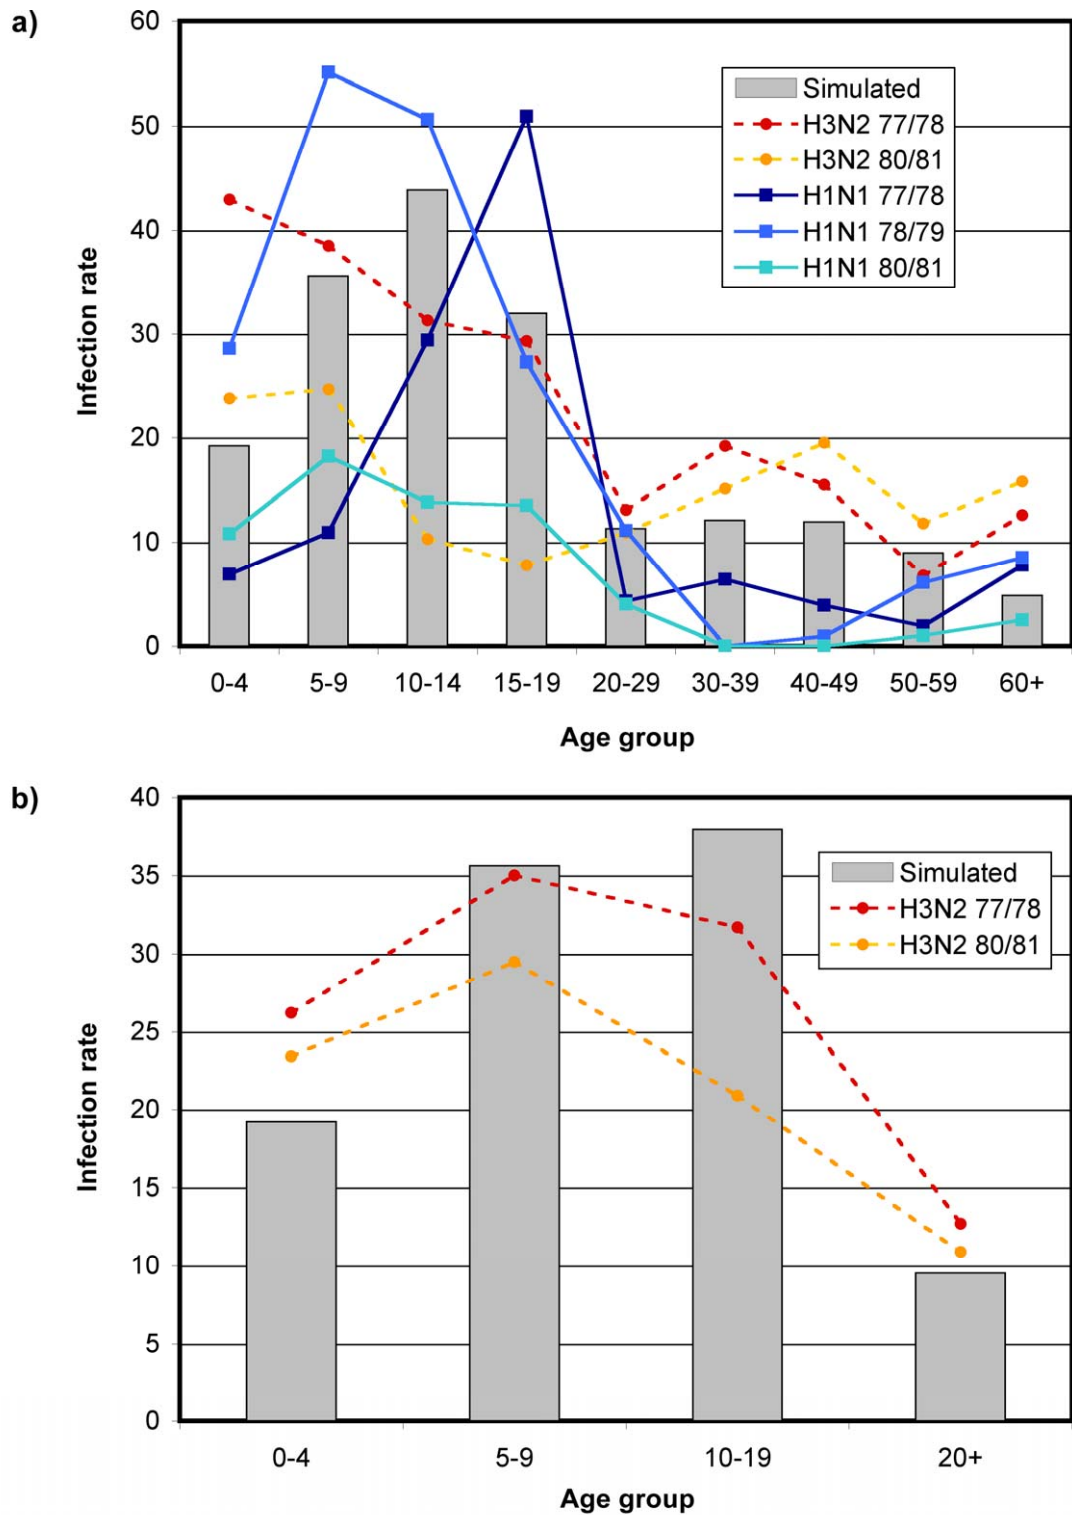 a)
60
50
40
30
20
10
0
Infection rate
Simulated
H3N2 77/78
H3N2 80/81
H1N1 77/78
H1N1 78/79
H1N1 80/81
0-4 5-9 10-14 15-19 20-29 30-39 40-49 50-59 60+
Age group
b)
40
35
30
25
20
15
10
5
0
Infection rate
Simulated
H3N2 77/78
H3N2 80/81
0-4 5-9 10-19 20+
Age group